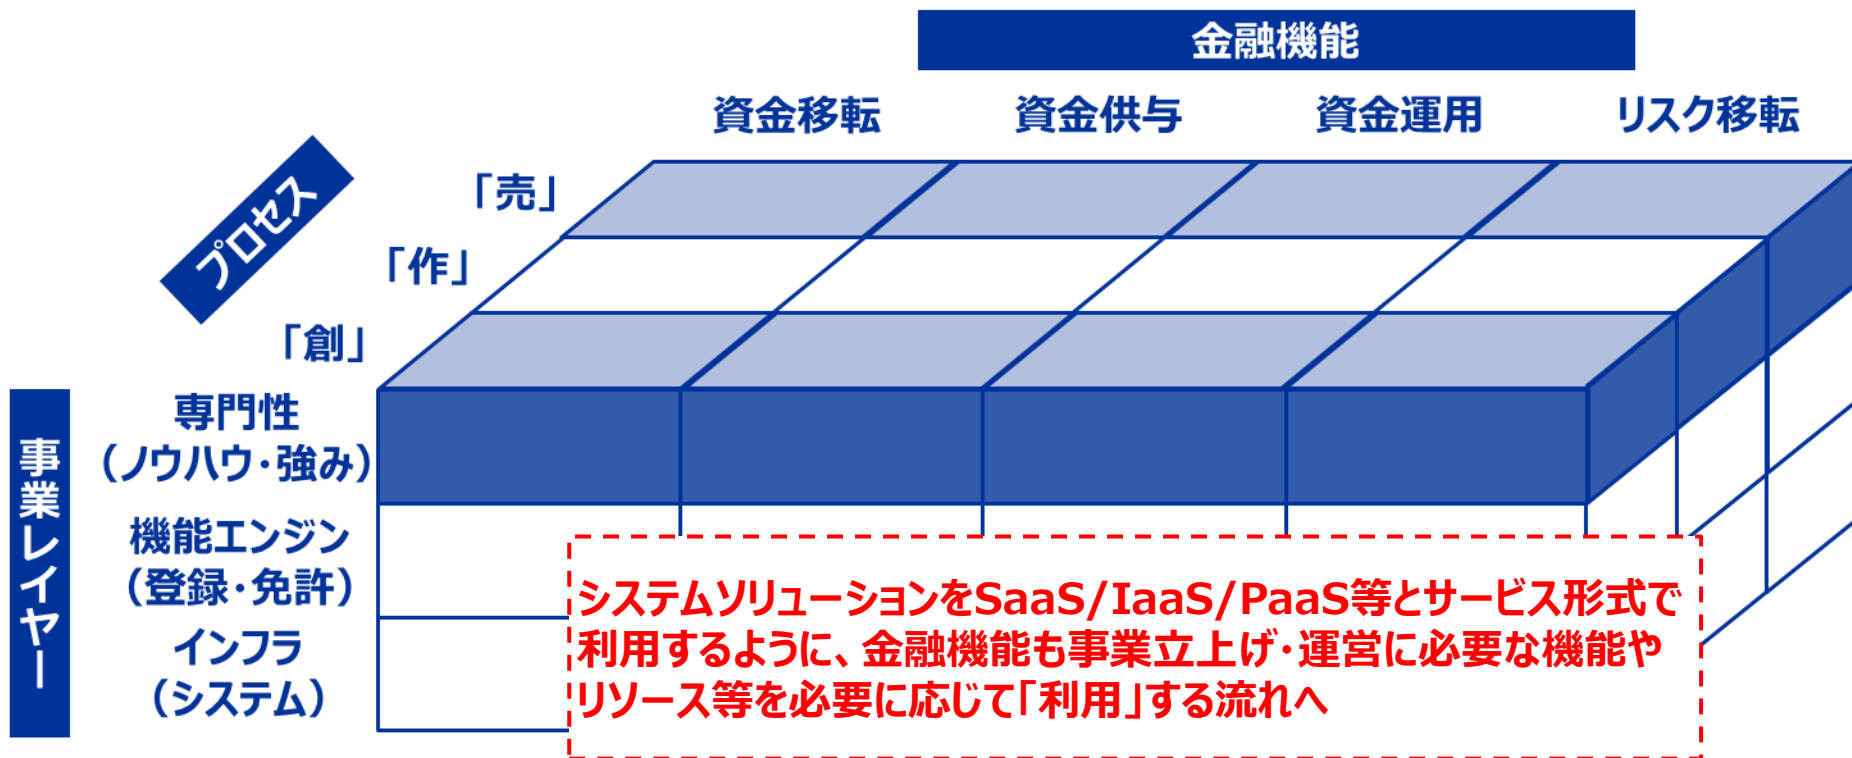 金融機能
資金移転
資金供与
資金運用
リスク移転
プロセス
「売」
「作」
「創」
事業レイヤー
専門性
（ノウハウ・強み）
機能エンジン
（登録・免許）
インフラ
（システム）
システムソリューションをSaaS/IaaS/PaaS等とサービス形式で
利用するように、金融機能も事業立上げ・運営に必要な機能や
リソース等を必要に応じて「利用」する流れへ